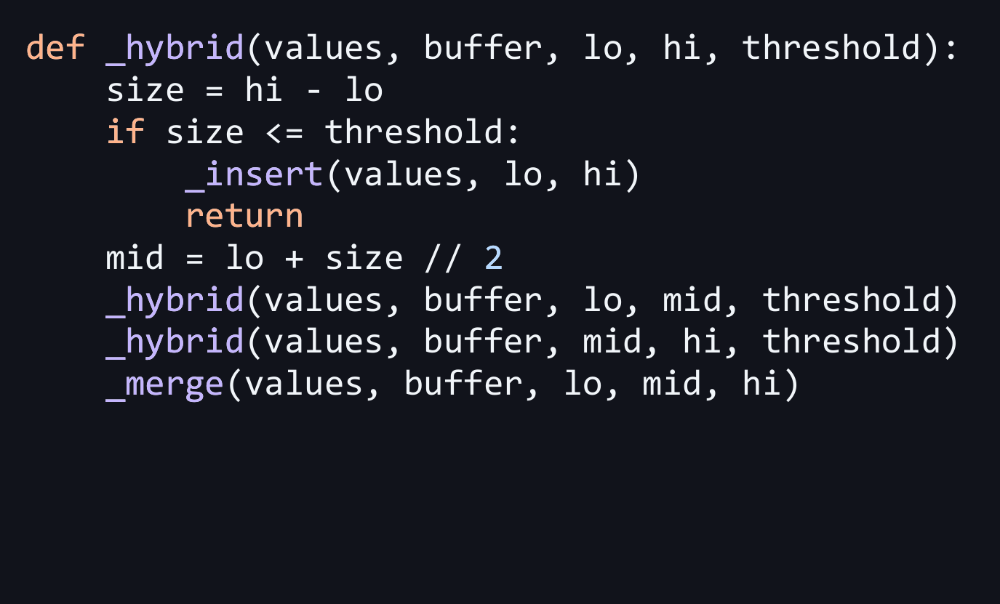 def _hybrid(values, buffer, lo, hi, threshold):
    size = hi - lo
    if size <= threshold:
        _insert(values, lo, hi)
        return
    mid = lo + size // 2
    _hybrid(values, buffer, lo, mid, threshold)
    _hybrid(values, buffer, mid, hi, threshold)
    _merge(values, buffer, lo, mid, hi)